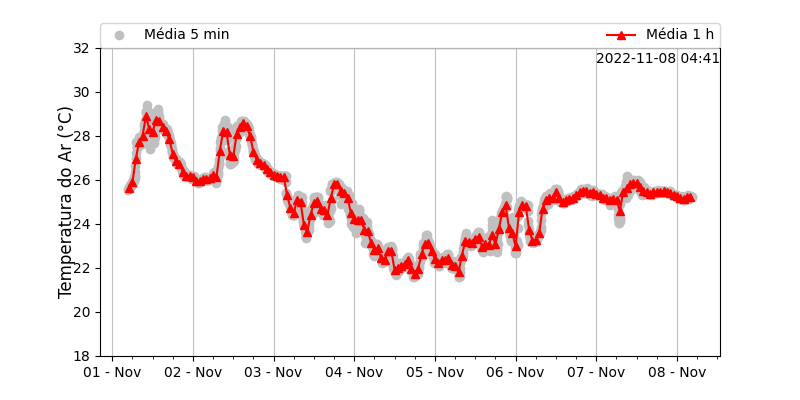 Média 5 min
Média 1 h
2022-11-08 04:41
Temperatura do Ar (°C)
32
30
28
26
24
22
20
18
01 - Nov
02 - Nov
03 - Nov
04 - Nov
05 - Nov
06 - Nov
07 - Nov
08 - Nov